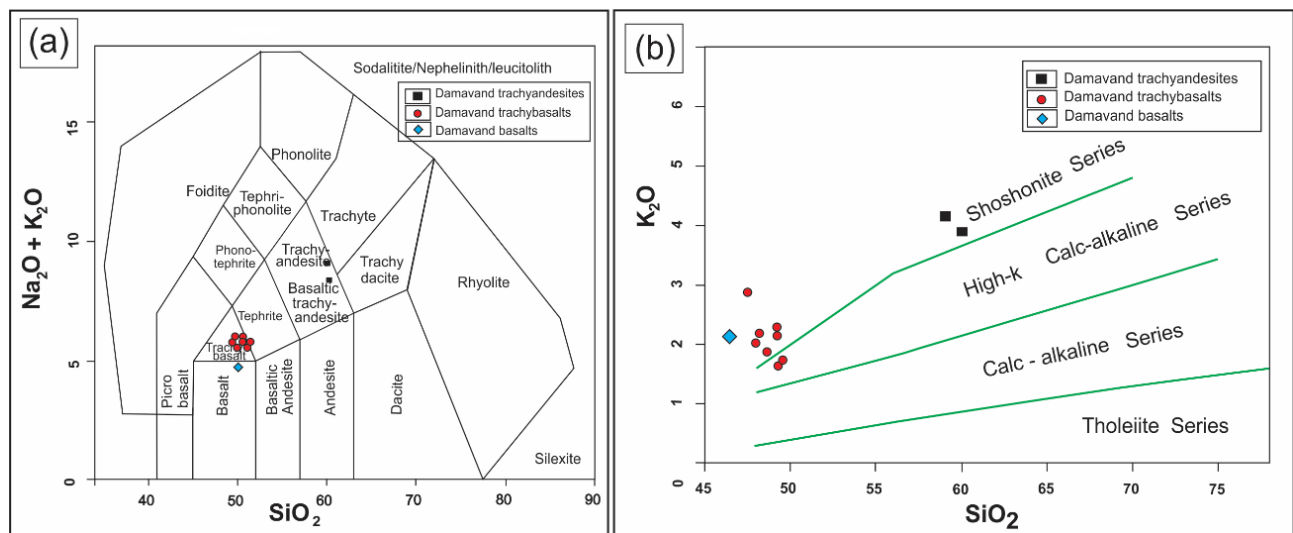 (a)
Sodalitite/Nephelinith/leucitolith
Damavand trachyandesites
Damavand trachybasalts
Damavand basalts
Phonolite
Foidite
Tephri-
phonolite
Trachyte
Phono-
tephrite
Trachy-
andesite
Trachy
dacite
Rhyolite
Basaltic
trachy-
andesite
Tephrite
Trachy
basalt
Picro
basalt
Basalt
Basaltic
Andesite
Andesite
Dacite
Silexite
Na₂O + K₂O
15
10
5
0
40 50 60 70 80 90
SiO₂
(b)
Damavand trachyandesites
Damavand trachybasalts
Damavand basalts
Shoshonite Series
High-k Calc-alkaline Series
Calc - alkaline Series
Tholeiite Series
K₂O
6
5
4
3
2
1
0
45 50 55 60 65 70 75
SiO₂